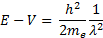 E − V = h² / 2mₑ · 1 / λ²